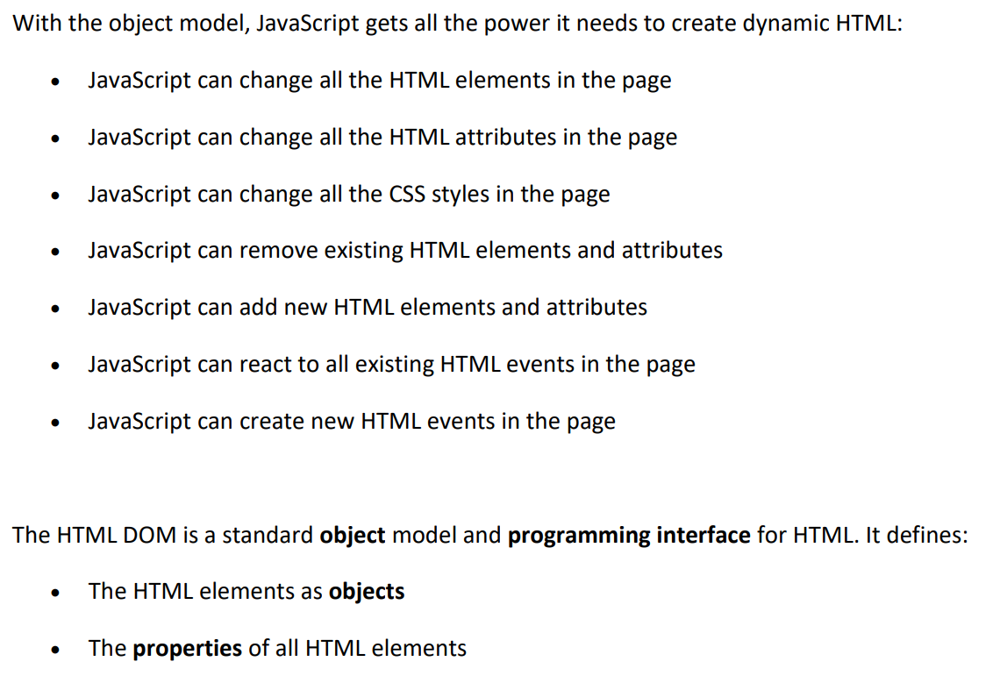 With the object model, JavaScript gets all the power it needs to create dynamic HTML:
• JavaScript can change all the HTML elements in the page
• JavaScript can change all the HTML attributes in the page
• JavaScript can change all the CSS styles in the page
• JavaScript can remove existing HTML elements and attributes
• JavaScript can add new HTML elements and attributes
• JavaScript can react to all existing HTML events in the page
• JavaScript can create new HTML events in the page
The HTML DOM is a standard object model and programming interface for HTML. It defines:
• The HTML elements as objects
• The properties of all HTML elements